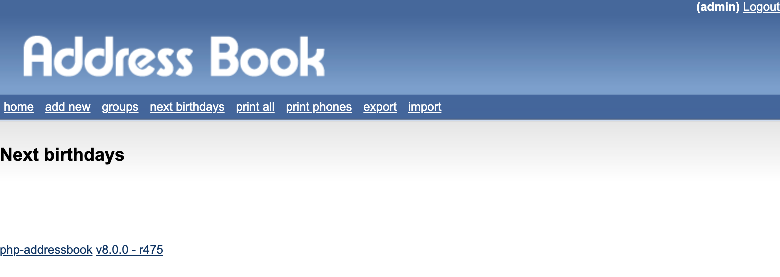 (admin) Logout
Address Book
home add new groups next birthdays print all print phones export import
Next birthdays
php-addressbook v8.0.0 - r475